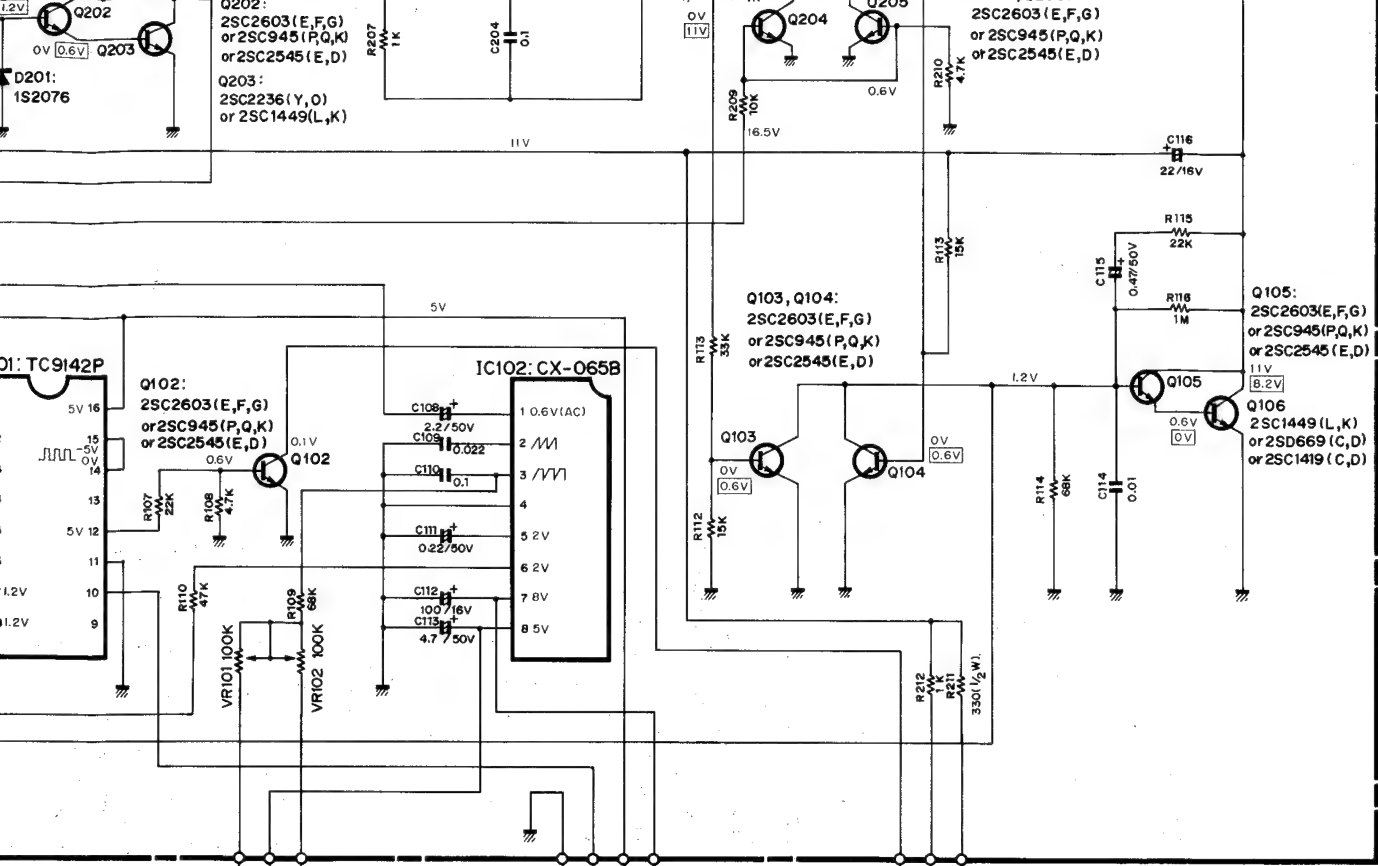 1.2V
Q202
0V 0.6V Q203
D201:
1S2076
Q202:
2SC2603(E,F,G)
or 2SC945(P,Q,K)
or 2SC2545(E,D)
Q203:
2SC2236(Y,O)
or 2SC1449(L,K)
R207
1K
C204
0.1
0V
11V
Q204
Q205
2SC2603(E,F,G)
or 2SC945(P,Q,K)
or 2SC2545(E,D)
R210
4.7K
0.6V
R209
10K
16.5V
11V
C116
+
22/16V
R115
22K
R113
15K
C115
+
0.47/50V
R116
1M
5V
Q103,Q104:
2SC2603(E,F,G)
or 2SC945(P,Q,K)
or 2SC2545(E,D)
R113
33K
Q105:
2SC2603(E,F,G)
or 2SC945(P,Q,K)
or 2SC2545(E,D)
11V
8.2V
Q105
1.2V
0.6V
0V
Q106
2SC1449(L,K)
or 2SD669(C,D)
or 2SC1419(C,D)
01: TC9142P
5V 16
15
5V
0V
14
13
5V 12
11
10
9
1.2V
1.2V
Q102:
2SC2603(E,F,G)
or 2SC945(P,Q,K)
or 2SC2545(E,D)
0.1V
0.6V
Q102
R107
22K
R108
4.7K
R110
47K
R109
68K
VR101 100K
VR102 100K
IC102: CX-065B
1 0.6V(AC)
2
3
4
5 2V
6 2V
7 8V
8 5V
C108
+
2.2/50V
C109
0.022
C110
0.1
C111
+
0.22/50V
C112
+
100/16V
C113
+
4.7/50V
Q103
0V
0.6V
Q104
0V
0.6V
R112
15K
R114
68K
C114
0.01
R212
1K
R211
330(1/2W)